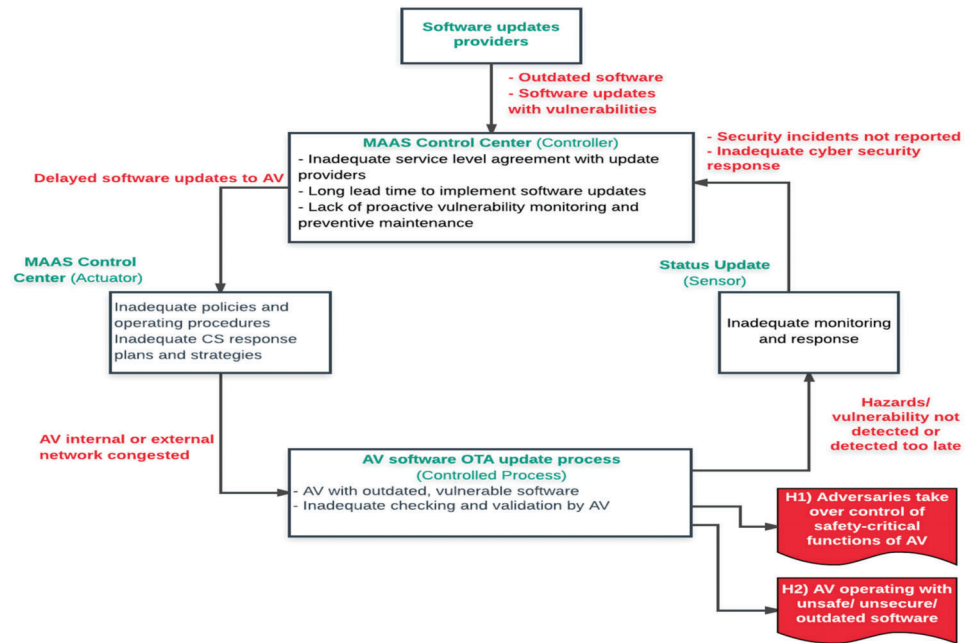 Software updates
providers
- Outdated software
- Software updates
with vulnerabilities
MAAS Control Center (Controller)
- Inadequate service level agreement with update
providers
- Long lead time to implement software updates
- Lack of proactive vulnerability monitoring and
preventive maintenance
- Security incidents not reported
- Inadequate cyber security
response
Delayed software updates to AV
MAAS Control
Center (Actuator)
Inadequate policies and
operating procedures
Inadequate CS response
plans and strategies
Status Update
(Sensor)
Inadequate monitoring
and response
AV internal or external
network congested
Hazards/
vulnerability not
detected or
detected too late
AV software OTA update process
(Controlled Process)
- AV with outdated, vulnerable software
- Inadequate checking and validation by AV
H1) Adversaries take
over control of
safety-critical
functions of AV
H2) AV operating with
unsafe/ unsecure/
outdated software